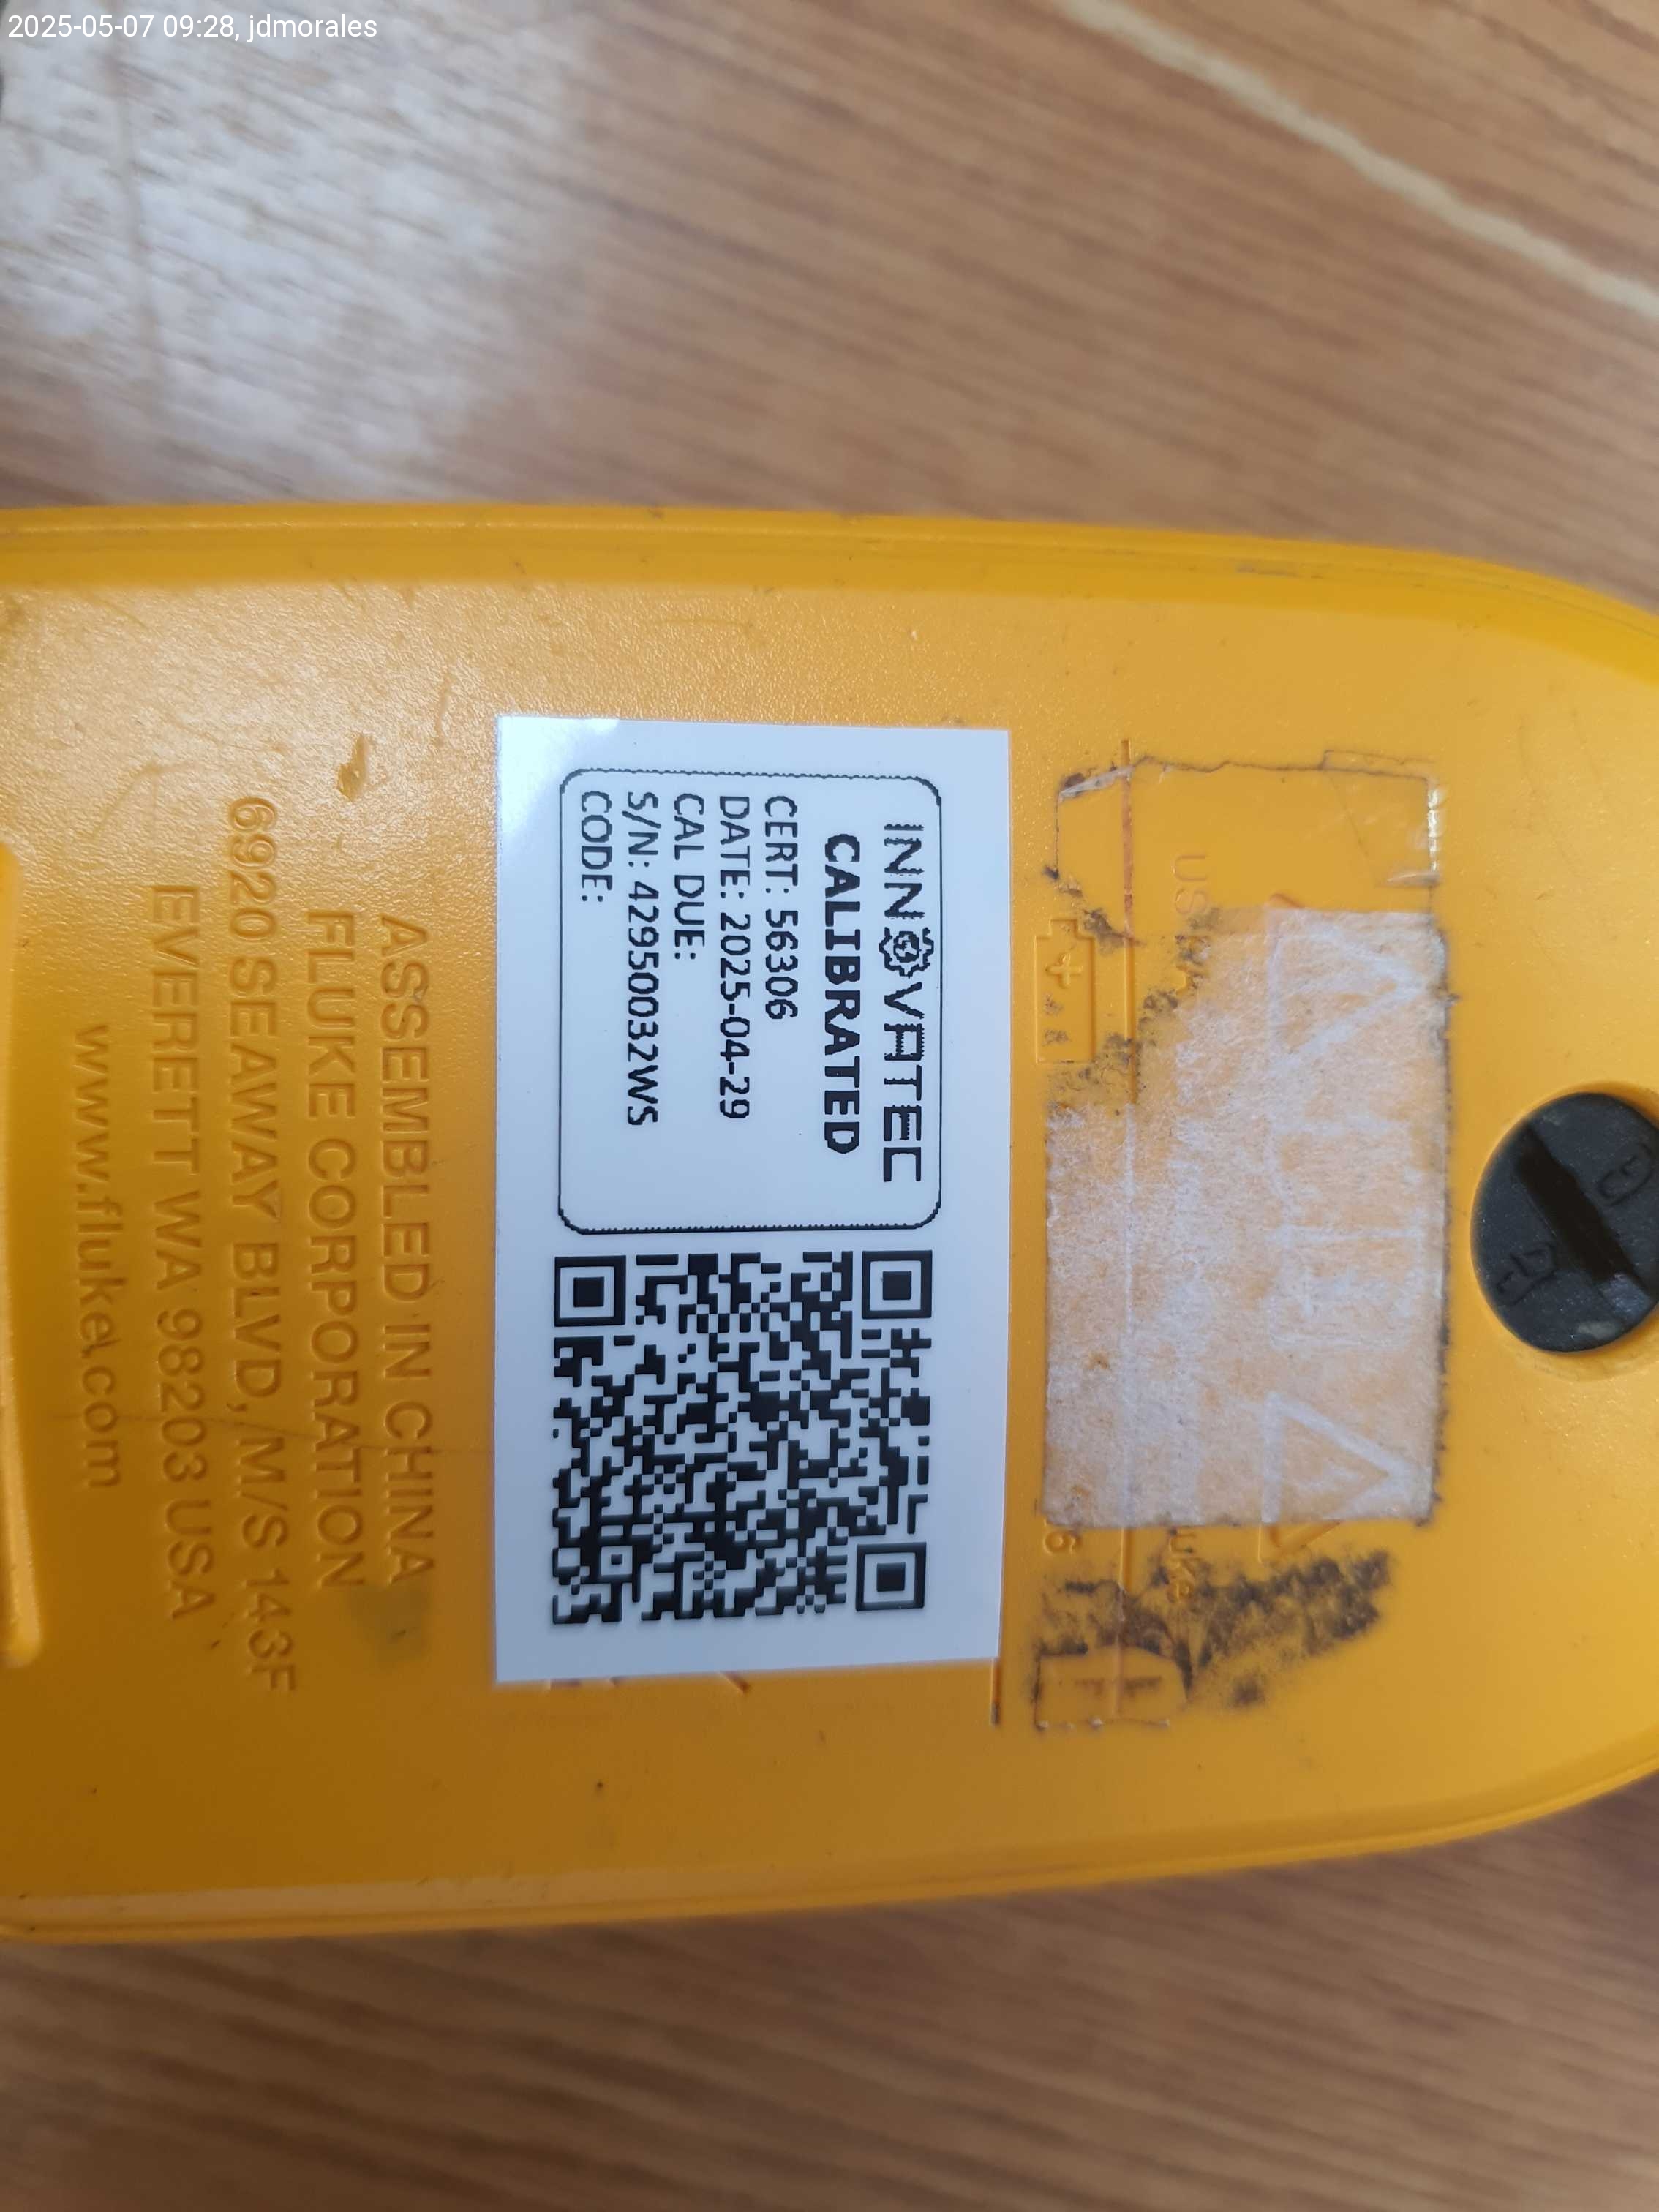 2025-05-07 09:28, jdmorales
INNOVATEC
CALIBRATED
CERT: 56306
DATE: 2025-04-29
CAL DUE:
S/N: 42950032WS
CODE:
ASSEMBLED IN CHINA
FLUKE CORPORATION
6920 SEAWAY BLVD, M/S 143F
EVERETT WA 98203 USA
www.fluke.com